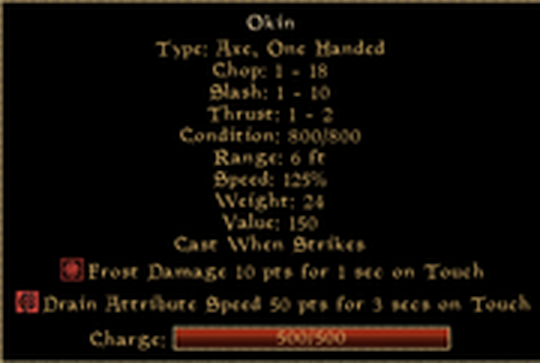 Okin
Type: Axe, One Handed
Chop: 1 - 18
Slash: 1 - 10
Thrust: 1 - 2
Condition: 800/800
Range: 6 ft
Speed: 125%
Weight: 24
Value: 150
Cast When Strikes
Frost Damage 10 pts for 1 sec on Touch
Drain Attribute Speed 50 pts for 3 secs on Touch
Charge: 500/500